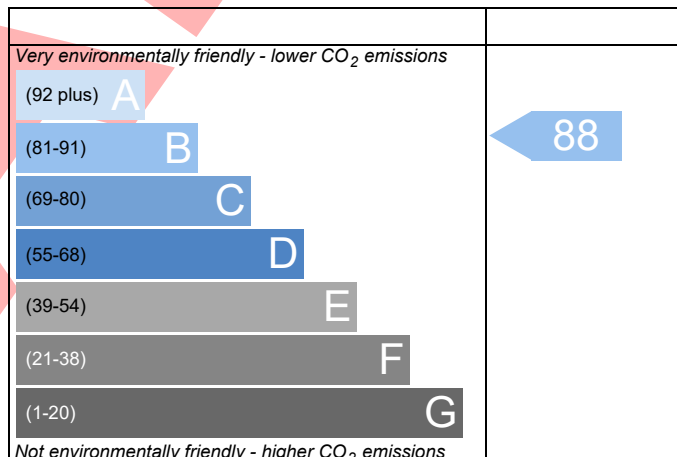 Very environmentally friendly - lower CO2 emissions
(92 plus) A
(81-91) B
88
(69-80) C
(55-68) D
(39-54) E
(21-38) F
(1-20) G
Not environmentally friendly - higher CO2 emissions